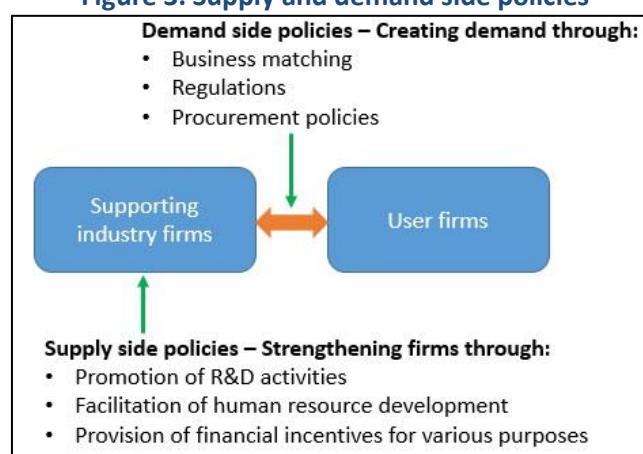 Figure 3: Supply and demand side policies
Demand side policies – Creating demand through:
• Business matching
• Regulations
• Procurement policies
Supporting
industry firms
User firms
Supply side policies – Strengthening firms through:
• Promotion of R&D activities
• Facilitation of human resource development
• Provision of financial incentives for various purposes